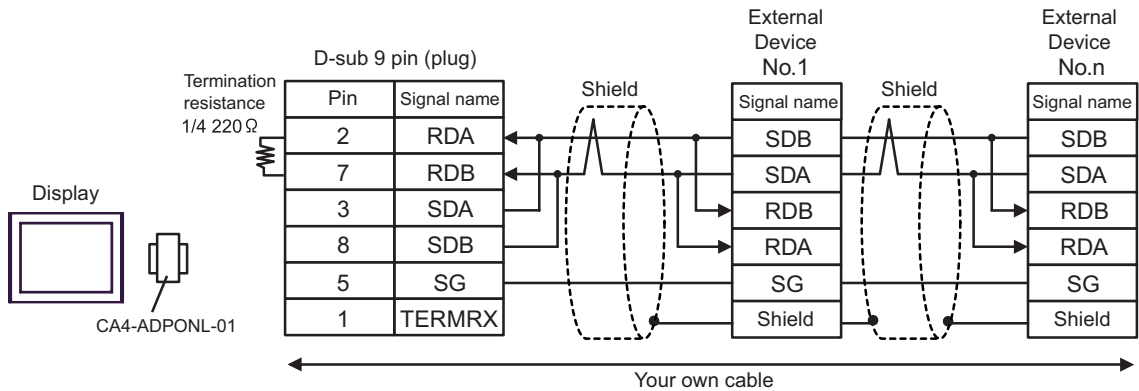 D-sub 9 pin (plug)
Termination
resistance
1/4 220 Ω
Pin Signal name
2 RDA
7 RDB
3 SDA
8 SDB
5 SG
1 TERMRX
Display
CA4-ADPONL-01
Shield
External
Device
No.1
Signal name
SDB
SDA
RDB
RDA
SG
Shield
Shield
External
Device
No.n
Signal name
SDB
SDA
RDB
RDA
SG
Shield
Your own cable